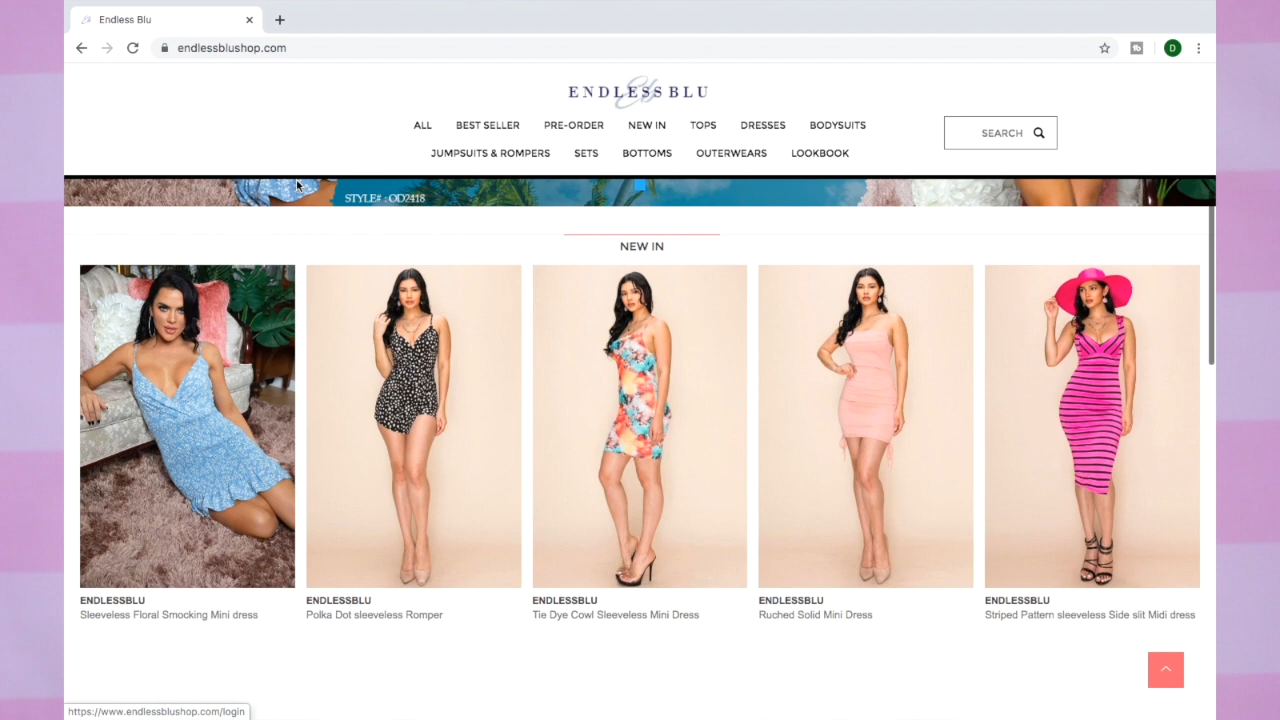 Endless Blu
endlessblushop.com
D
ENDLESS BLU
ALL BEST SELLER PRE-ORDER NEW IN TOPS DRESSES BODYSUITS
SEARCH
JUMPSUITS & ROMPERS SETS BOTTOMS OUTERWEARS LOOKBOOK
STYLE# : OD2418
NEW IN
ENDLESSBLU ENDLESSBLU ENDLESSBLU ENDLESSBLU ENDLESSBLU
Sleeveless Floral Smocking Mini dress Polka Dot sleeveless Romper Tie Dye Cowl Sleeveless Mini Dress Ruched Solid Mini Dress Striped Pattern sleeveless Side slit Midi dress
https://www.endlessblushop.com/login